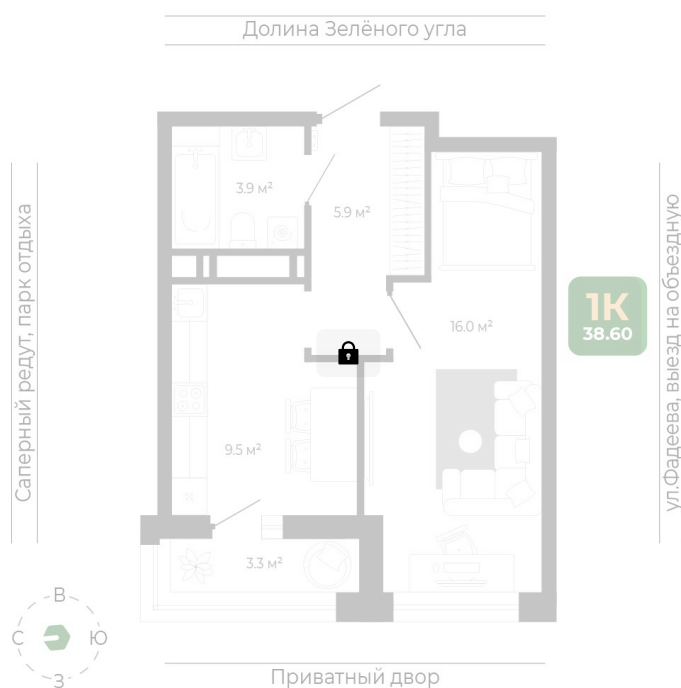 Долина Зелёного угла
3.9 м²
5.9 м²
Саперный редут, парк отдыха
ул.Фадеева, выезд на объездную
16.0 м²
1К
38.60
9.5 м²
3.3 м²
В
С
Ю
З
Приватный двор